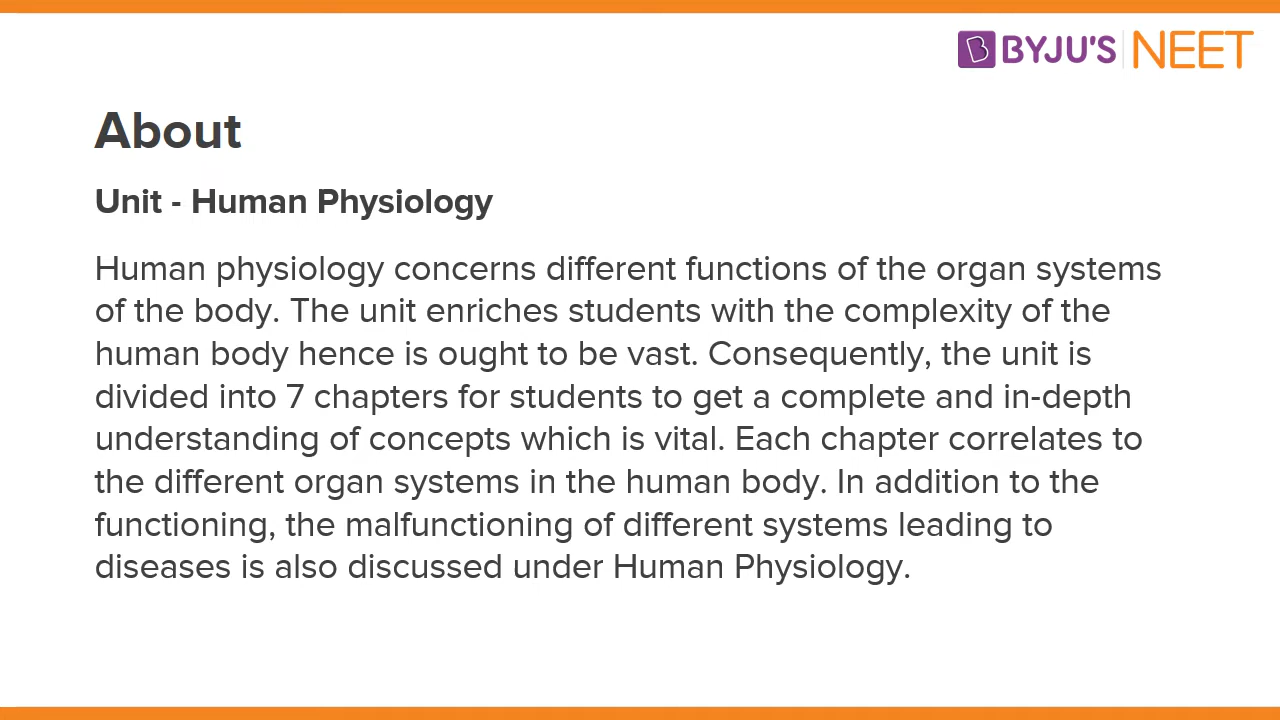 BYJU'S NEET
About
Unit - Human Physiology
Human physiology concerns different functions of the organ systems
of the body. The unit enriches students with the complexity of the
human body hence is ought to be vast. Consequently, the unit is
divided into 7 chapters for students to get a complete and in-depth
understanding of concepts which is vital. Each chapter correlates to
the different organ systems in the human body. In addition to the
functioning, the malfunctioning of different systems leading to
diseases is also discussed under Human Physiology.